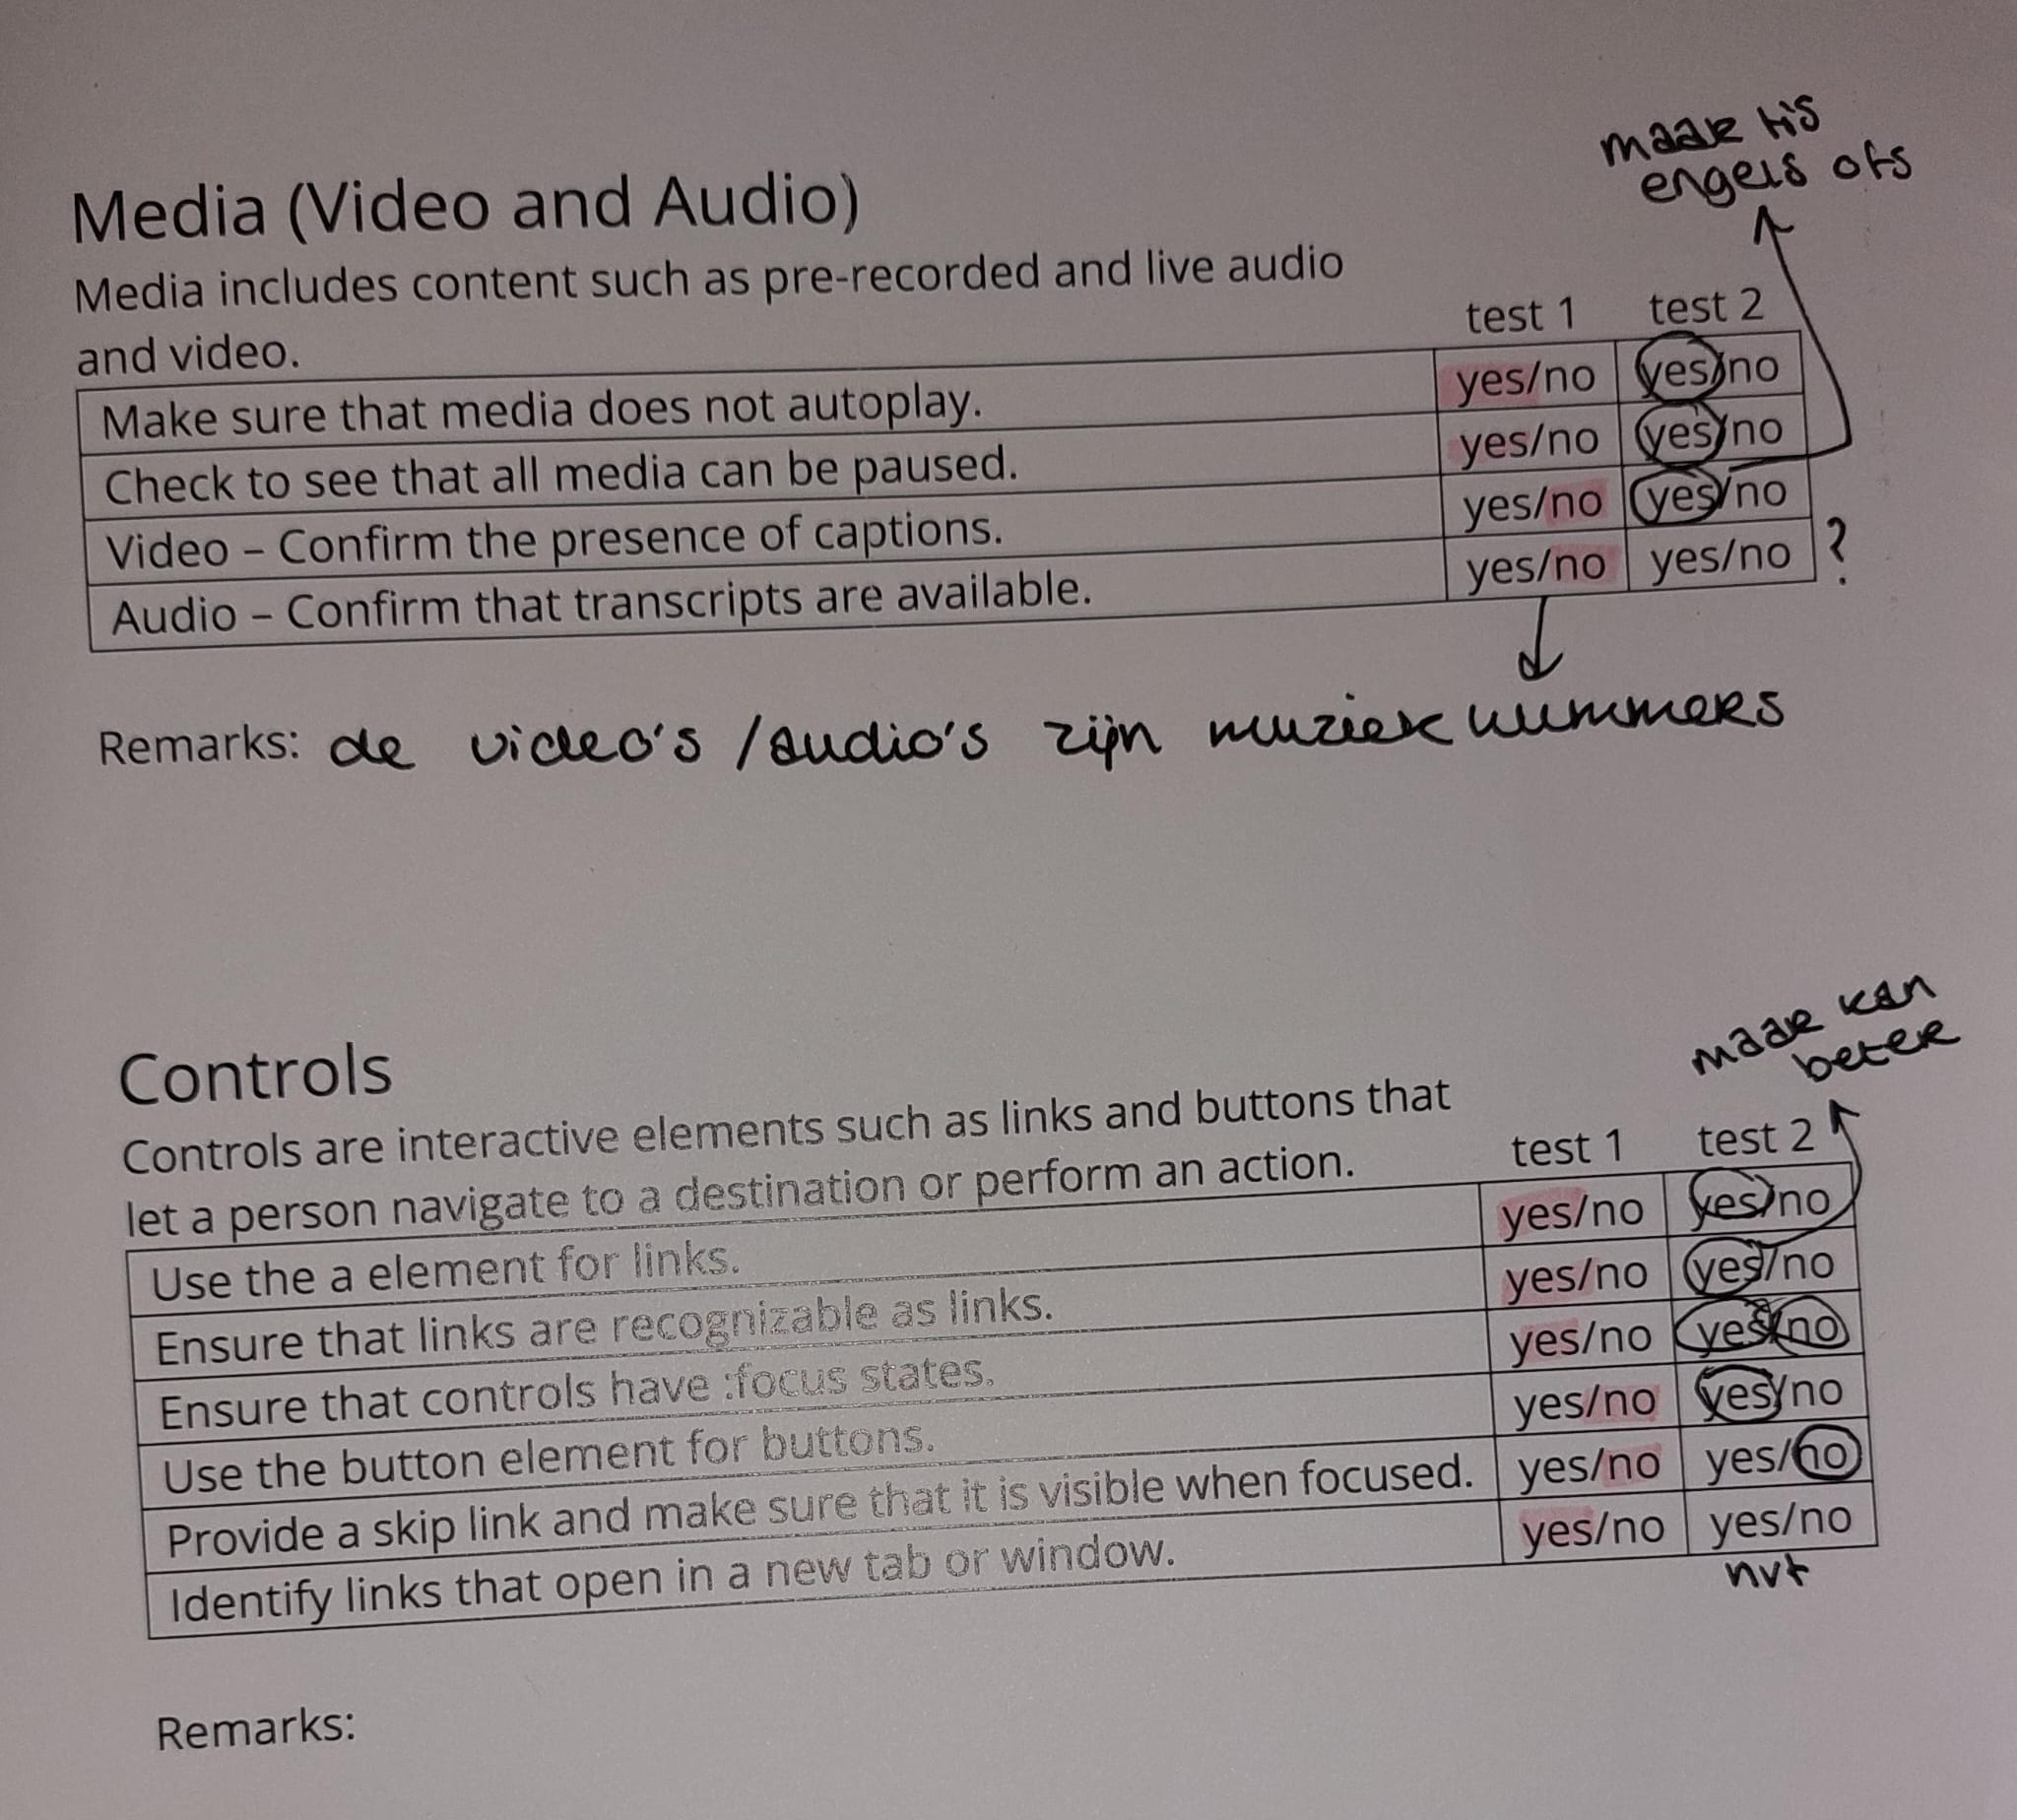 maar tis
engels ofs
Media (Video and Audio)
Media includes content such as pre-recorded and live audio
and video.
test 1 test 2
Make sure that media does not autoplay. yes/no yes/no
Check to see that all media can be paused. yes/no yes/no
Video – Confirm the presence of captions. yes/no yes/no
Audio – Confirm that transcripts are available. yes/no yes/no ?
Remarks: de video's / audio's zijn muzieknummers
maar kan
beter
Controls
Controls are interactive elements such as links and buttons that
let a person navigate to a destination or perform an action.
test 1 test 2
Use the a element for links. yes/no yes/no
Ensure that links are recognizable as links. yes/no yes/no
Ensure that controls have :focus states. yes/no yes/no
Use the button element for buttons. yes/no yes/no
Provide a skip link and make sure that it is visible when focused. yes/no yes/no
Identify links that open in a new tab or window. yes/no yes/no
nvt
Remarks: